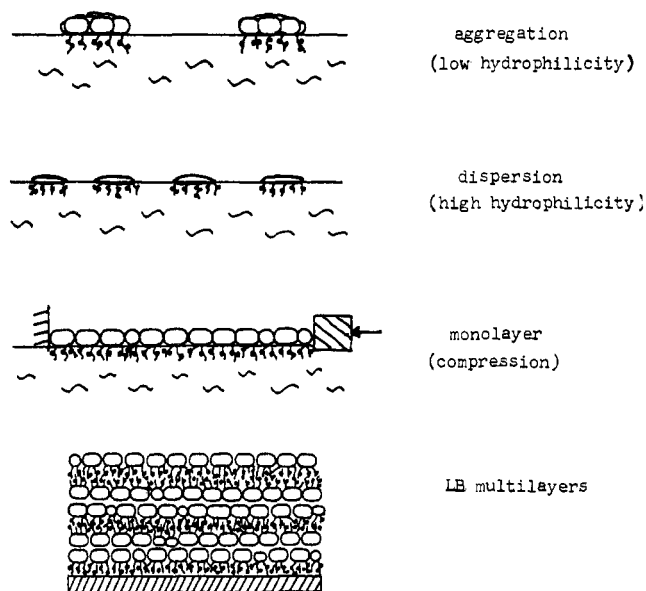 aggregation
(low hydrophilicity)
dispersion
(high hydrophilicity)
monolayer
(compression)
LB multilayers